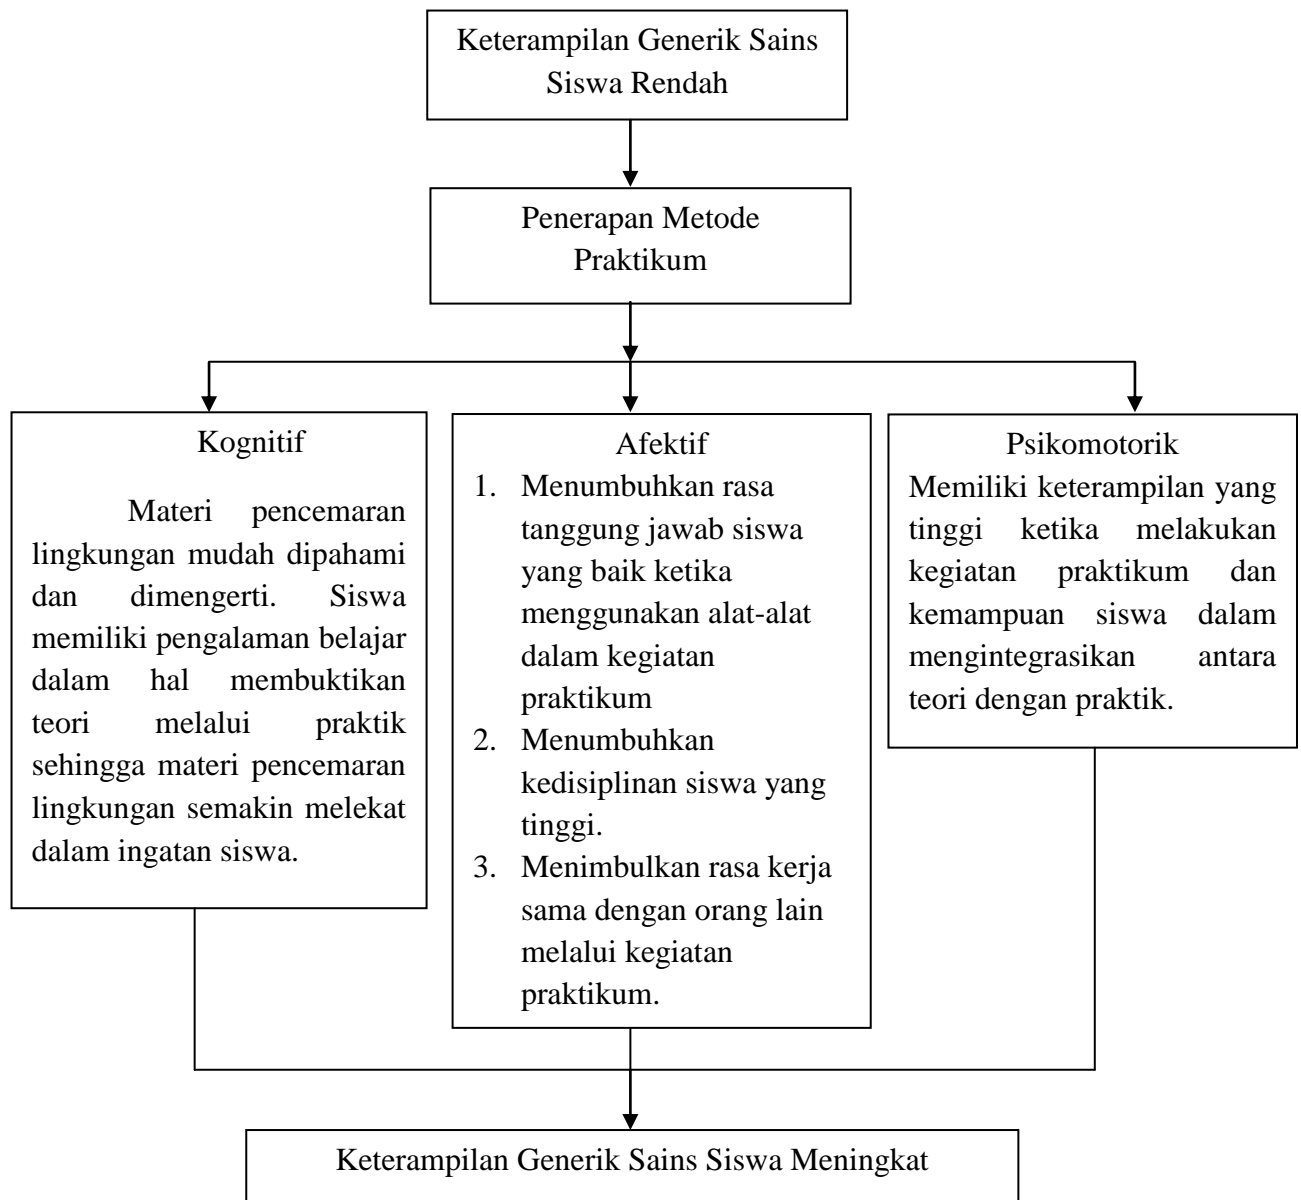 Keterampilan Generik Sains
Siswa Rendah
Penerapan Metode
Praktikum
Kognitif
Materi pencemaran
lingkungan mudah dipahami
dan dimengerti. Siswa
memiliki pengalaman belajar
dalam hal membuktikan
teori melalui praktik
sehingga materi pencemaran
lingkungan semakin melekat
dalam ingatan siswa.
Afektif
1. Menumbuhkan rasa
tanggung jawab siswa
yang baik ketika
menggunakan alat-alat
dalam kegiatan
praktikum
2. Menumbuhkan
kedisiplinan siswa yang
tinggi.
3. Menimbulkan rasa kerja
sama dengan orang lain
melalui kegiatan
praktikum.
Psikomotorik
Memiliki keterampilan yang
tinggi ketika melakukan
kegiatan praktikum dan
kemampuan siswa dalam
mengintegrasikan antara
teori dengan praktik.
Keterampilan Generik Sains Siswa Meningkat